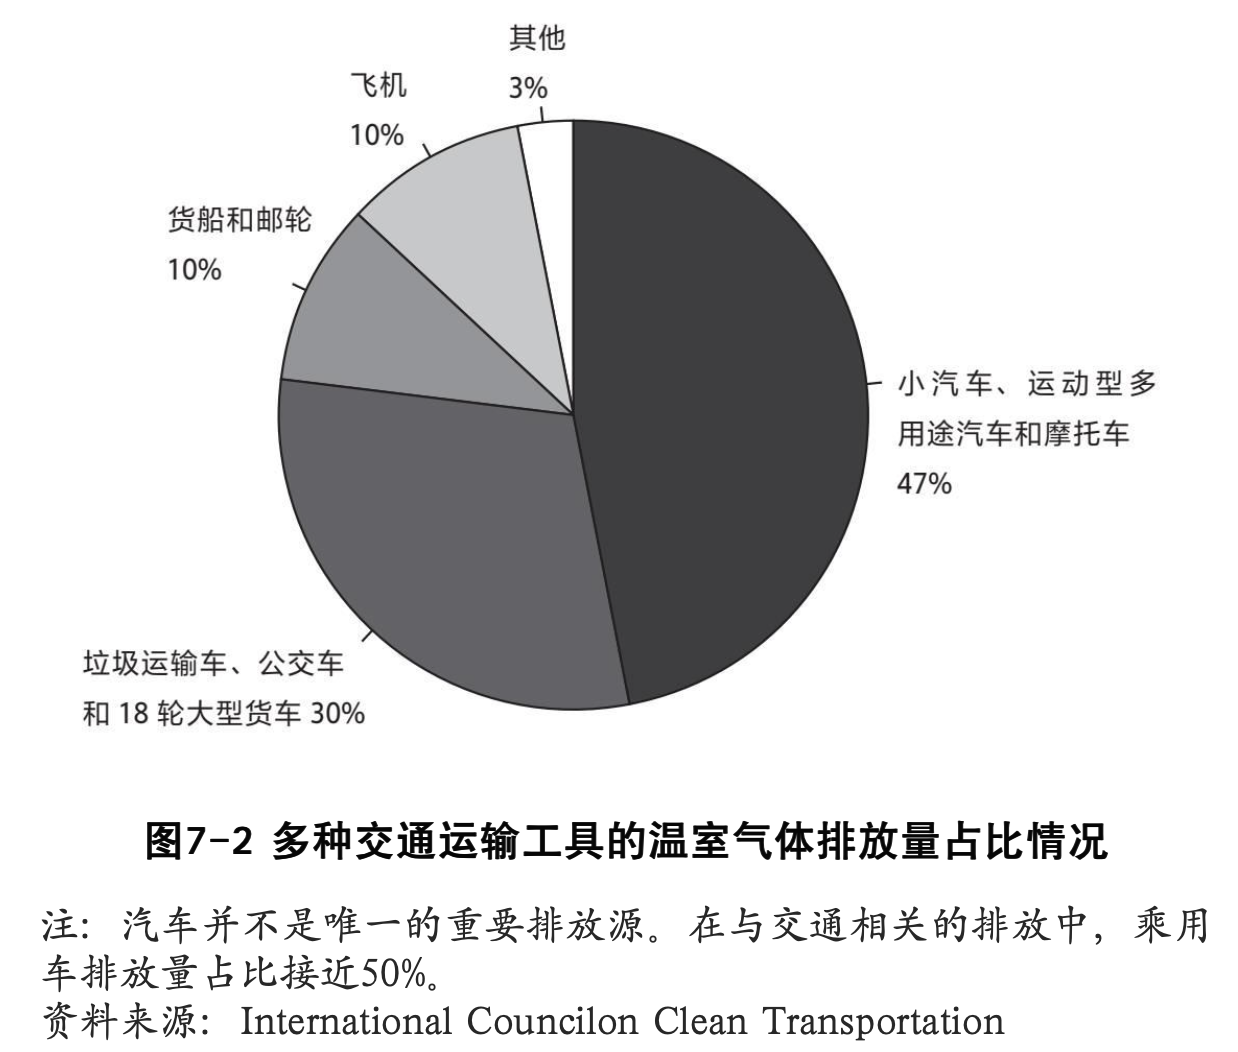 其他
3%
飞机
10%
货船和邮轮
10%
小汽车、运动型多
用途汽车和摩托车
47%
垃圾运输车、公交车
和 18 轮大型货车 30%
图7-2 多种交通运输工具的温室气体排放量占比情况
注：汽车并不是唯一的重要排放源。在与交通相关的排放中，乘用
车排放量占比接近50%。
资料来源：International Councilon Clean Transportation